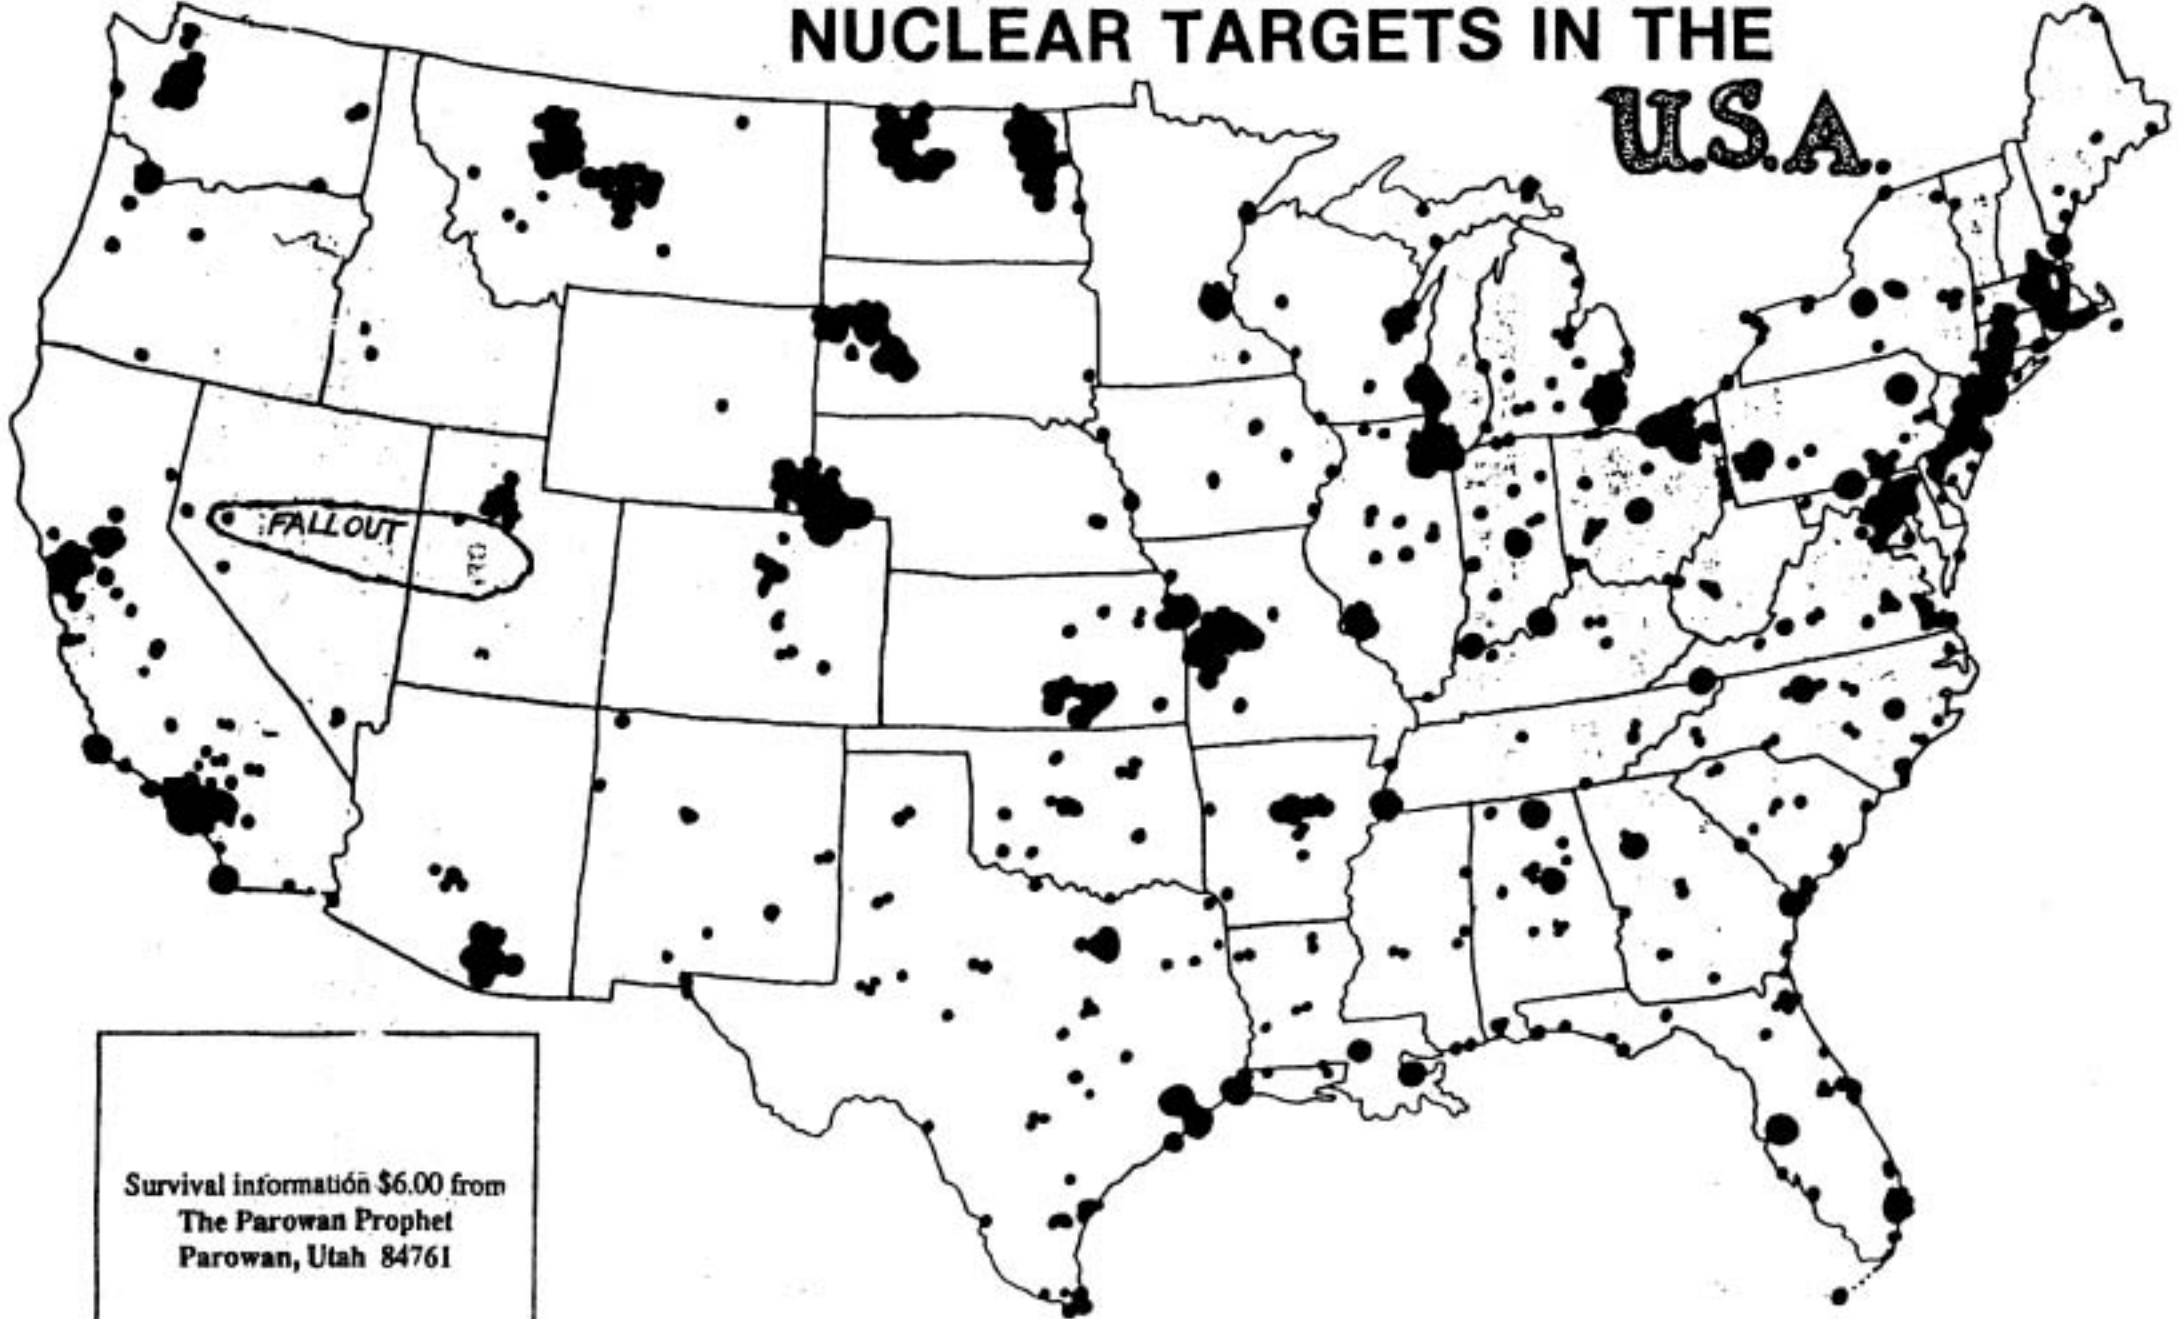 NUCLEAR TARGETS IN THE
U.S.A.
FALLOUT
Survival information $6.00 from
The Parowan Prophet
Parowan, Utah 84761